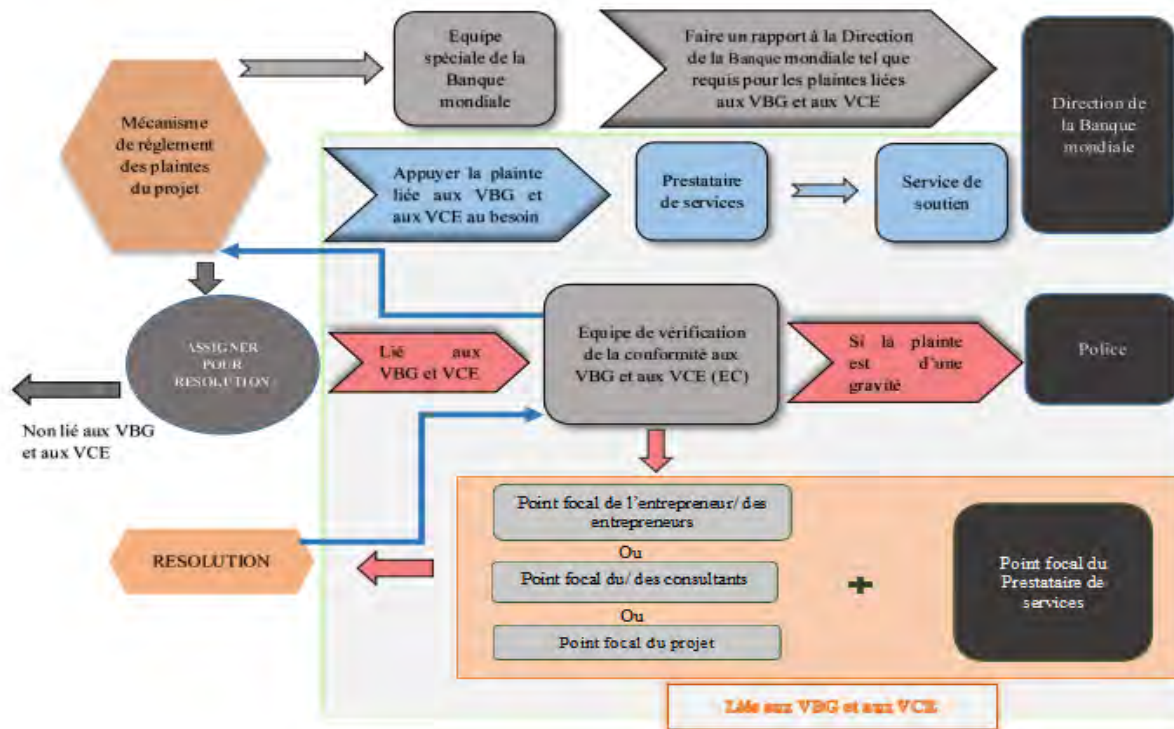 Equipe
spéciale de la
Banque
mondiale
Faire un rapport à la Direction
de la Banque mondiale tel que
requis pour les plaintes liées
aux VBG et aux VCE
Direction de
la Banque
mondiale
Mécanisme
de réglement
des plaintes
du projet
Appuyer la plainte
liée aux VBG et
aux VCE au besoin
Prestataire
de services
Service de
soutien
ASSIGNER
POUR
RESOLUTION
Lié aux
VBG et VCE
Equipe de vérification
de la conformité aux
VBG et aux VCE (EC)
Si la plainte
est d'une
gravité
Police
Non lié aux VBG
et aux VCE
RESOLUTION
Point focal de l'entrepreneur/ des
entrepreneurs
Ou
Point focal du/ des consultants
Ou
Point focal du projet
+
Point focal du
Prestataire de
services
Liée aux VBG et aux VCE